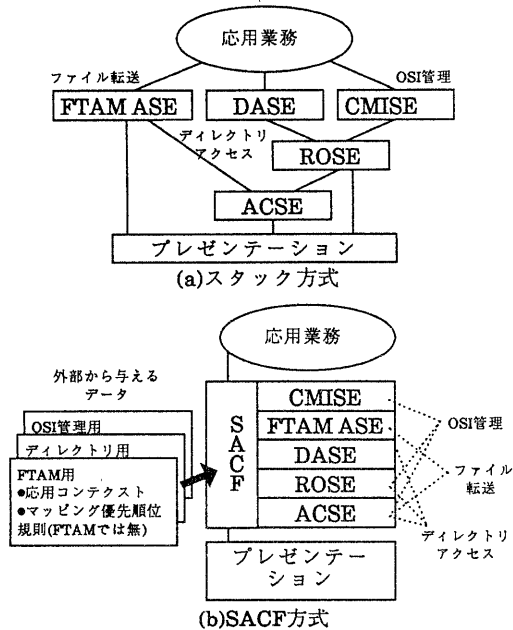 応用業務
ファイル転送
OSI管理
FTAM ASE
DASE
CMISE
ディレクトリ
アクセス
ROSE
ACSE
プレゼンテーション
(a)スタック方式
応用業務
外部から与える
データ
OSI管理用
ディレクトリ用
FTAM用
●応用コンテクスト
●マッピング優先順位
規則(FTAMでは無)
SACF
CMISE
FTAM ASE
DASE
ROSE
ACSE
OSI管理
ファイル
転送
ディレクトリ
アクセス
プレゼンテー
ション
(b)SACF方式